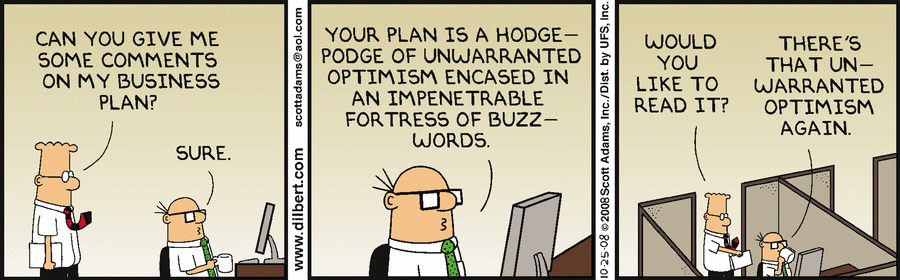 CAN YOU GIVE ME
SOME COMMENTS
ON MY BUSINESS
PLAN?
SURE.
www.dilbert.com
scottadams@aol.com
YOUR PLAN IS A HODGE-
PODGE OF UNWARRANTED
OPTIMISM ENCASED IN
AN IMPENETRABLE
FORTRESS OF BUZZ-
WORDS.
10-25-08 ©2008 Scott Adams, Inc./Dist. by UFS, Inc.
WOULD
YOU
LIKE TO
READ IT?
THERE'S
THAT UN-
WARRANTED
OPTIMISM
AGAIN.